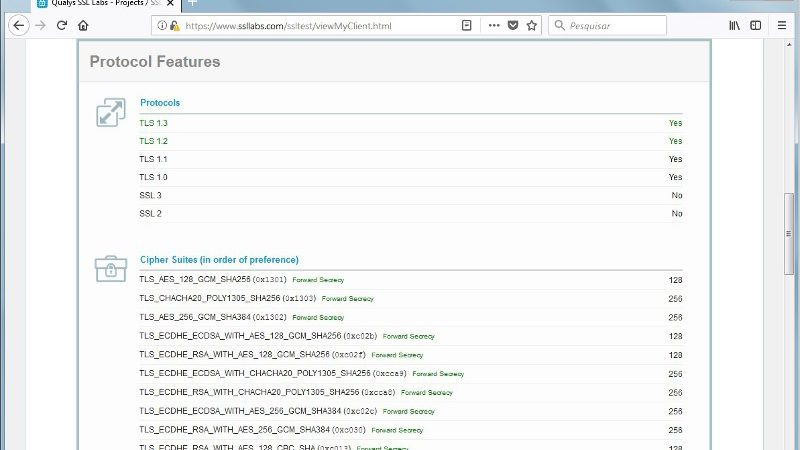 Qualys SSL Labs - Projects / SSL
https://www.ssllabs.com/ssltest/viewMyClient.html
Pesquisar
Protocol Features
Protocols
TLS 1.3 Yes
TLS 1.2 Yes
TLS 1.1 Yes
TLS 1.0 Yes
SSL 3 No
SSL 2 No
Cipher Suites (in order of preference)
TLS_AES_128_GCM_SHA256 (0x1301) Forward Secrecy 128
TLS_CHACHA20_POLY1305_SHA256 (0x1303) Forward Secrecy 256
TLS_AES_256_GCM_SHA384 (0x1302) Forward Secrecy 256
TLS_ECDHE_ECDSA_WITH_AES_128_GCM_SHA256 (0xc02b) Forward Secrecy 128
TLS_ECDHE_RSA_WITH_AES_128_GCM_SHA256 (0xc02f) Forward Secrecy 128
TLS_ECDHE_ECDSA_WITH_CHACHA20_POLY1305_SHA256 (0xcca9) Forward Secrecy 256
TLS_ECDHE_RSA_WITH_CHACHA20_POLY1305_SHA256 (0xcca8) Forward Secrecy 256
TLS_ECDHE_ECDSA_WITH_AES_256_GCM_SHA384 (0xc02c) Forward Secrecy 256
TLS_ECDHE_RSA_WITH_AES_256_GCM_SHA384 (0xc030) Forward Secrecy 256
TLS_ECDHE_RSA_WITH_AES_128_CBC_SHA (0xc013) Forward Secrecy 128